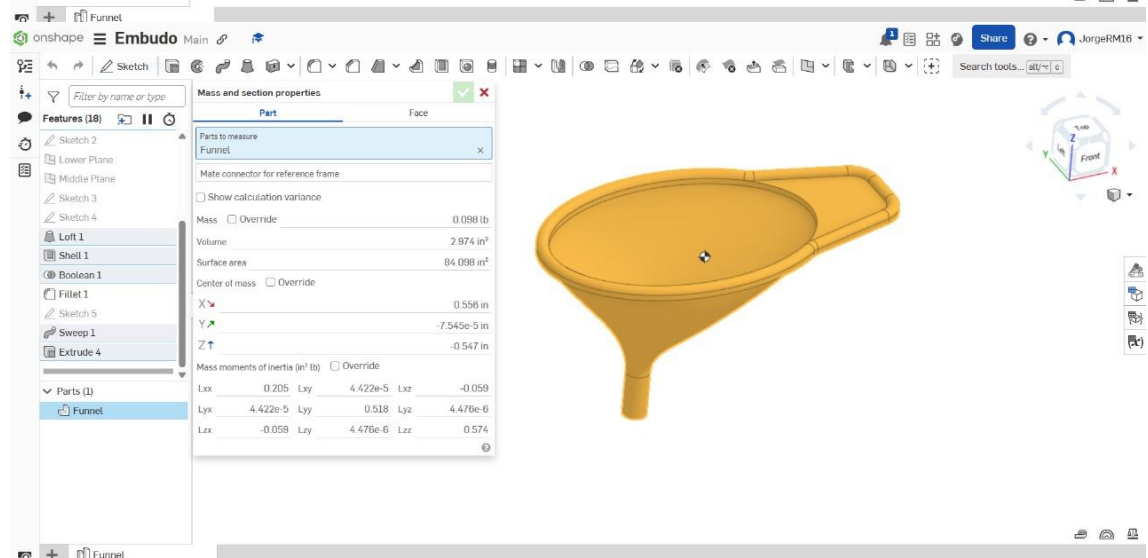 Funnel
onshape Embudo Main Share JorgeRM16
Sketch Search tools... alt/⌥ c
Filter by name or type
Features (18)
Sketch 2
Lower Plane
Middle Plane
Sketch 3
Sketch 4
Loft 1
Shell 1
Boolean 1
Fillet 1
Sketch 5
Sweep 1
Extrude 4
Parts (1)
Funnel
Mass and section properties
Part Face
Parts to measure
Funnel
Mate connector for reference frame
Show calculation variance
Mass Override 0.098 lb
Volume 2.974 in³
Surface area 84.098 in²
Center of mass Override
X 0.556 in
Y -7.545e-5 in
Z -0.547 in
Mass moments of inertia (in² lb) Override
Lxx 0.205 Lxy 4.422e-5 Lxz -0.059
Lyx 4.422e-5 Lyy 0.518 Lyz 4.476e-6
Lzx -0.059 Lzy 4.476e-6 Lzz 0.574
Top
Z
Front
Y
X
Funnel